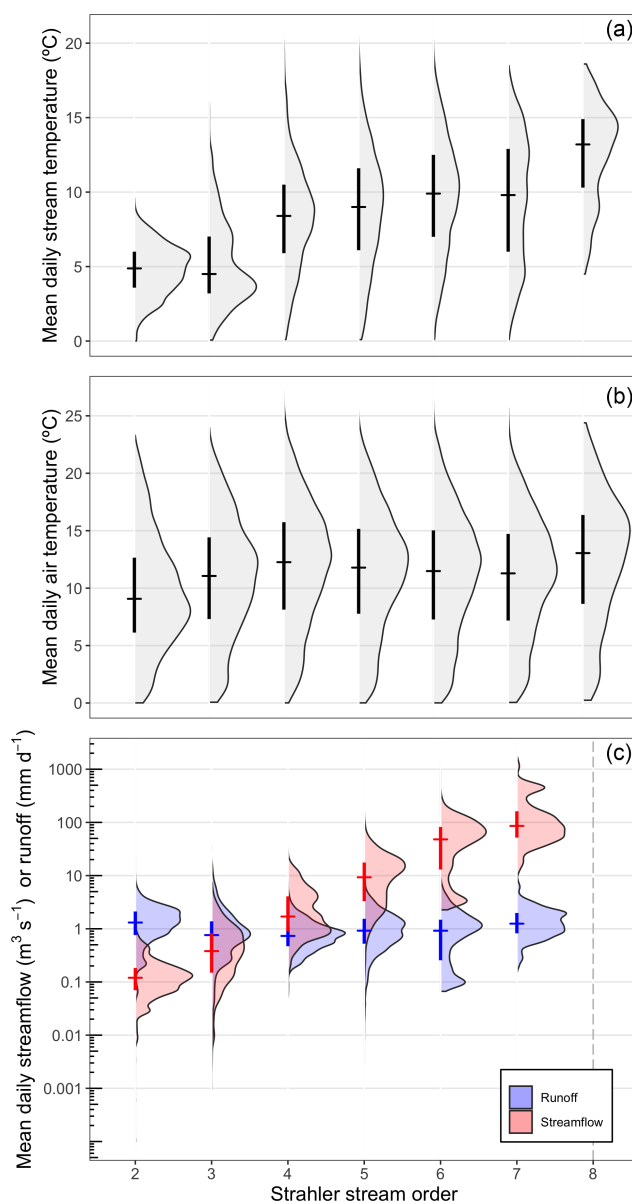 (a)
Mean daily stream temperature (ºC)
20
15
10
5
0
(b)
Mean daily air temperature (ºC)
25
20
15
10
5
0
(c)
Mean daily streamflow (m³ s⁻¹) or runoff (mm d⁻¹)
1000
100
10
1
0.1
0.01
0.001
Runoff
Streamflow
2 3 4 5 6 7 8
Strahler stream order